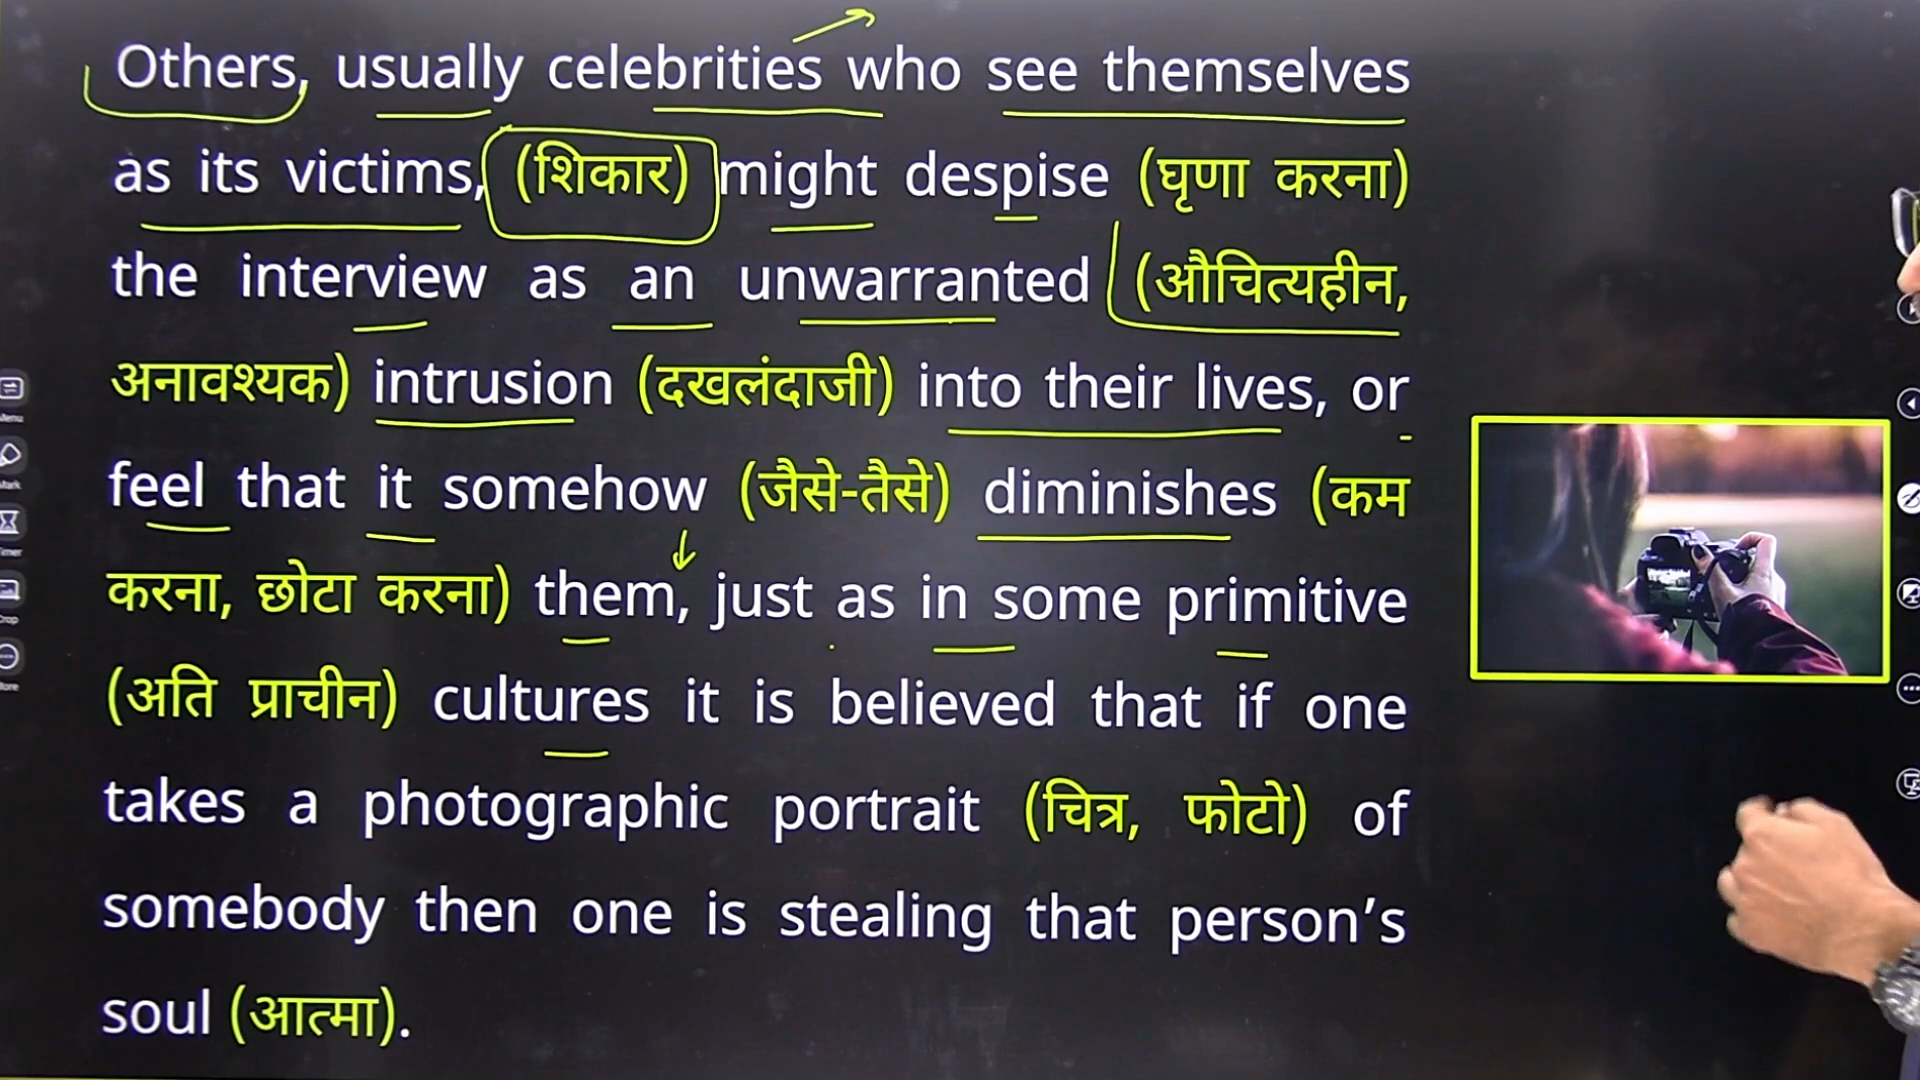 Others, usually celebrities who see themselves
as its victims, (शिकार) might despise (घृणा करना)
the interview as an unwarranted (औचित्यहीन,
अनावश्यक) intrusion (दखलंदाजी) into their lives, or
feel that it somehow (जैसे-तैसे) diminishes (कम
करना, छोटा करना) them, just as in some primitive
(अति प्राचीन) cultures it is believed that if one
takes a photographic portrait (चित्र, फोटो) of
somebody then one is stealing that person's
soul (आत्मा).